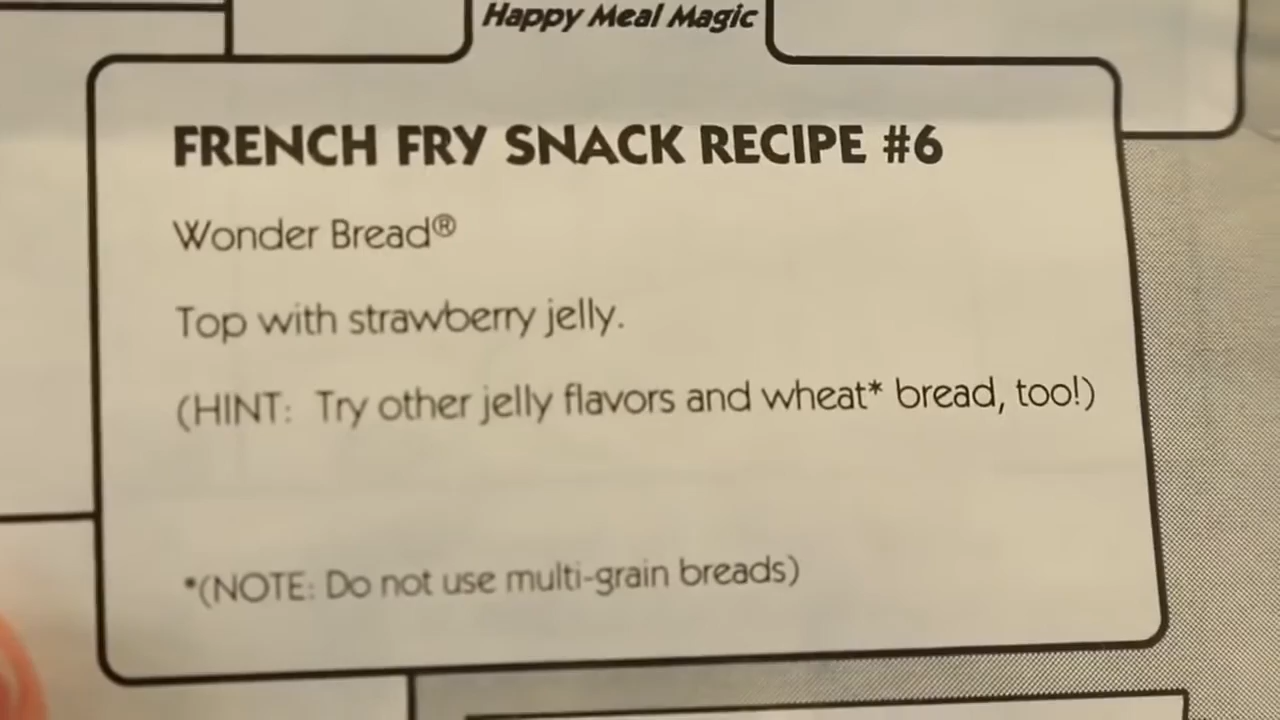 Happy Meal Magic
FRENCH FRY SNACK RECIPE #6
Wonder Bread®
Top with strawberry jelly.
(HINT: Try other jelly flavors and wheat* bread, too!)
*(NOTE: Do not use multi-grain breads)